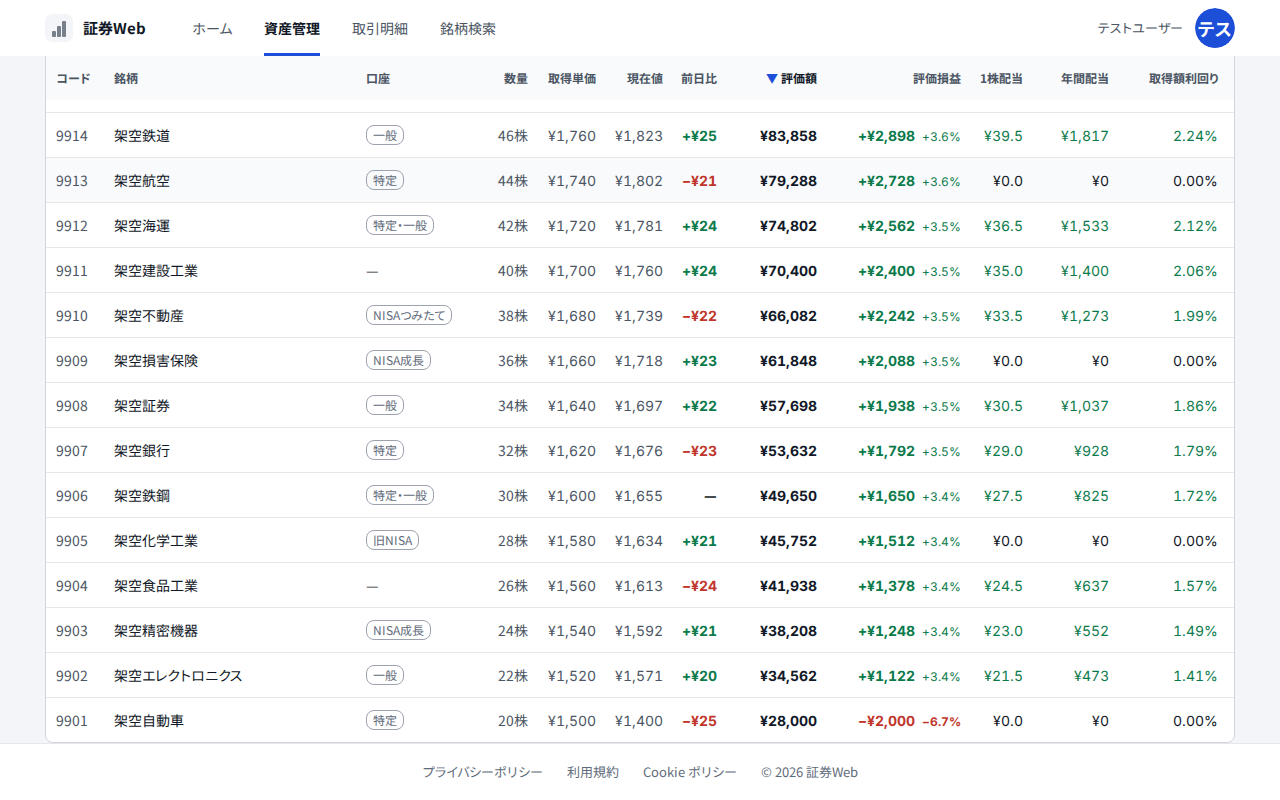 証券Web ホーム 資産管理 取引明細 銘柄検索 テストユーザー テス
コード 銘柄 口座 数量 取得単価 現在値 前日比 ▼評価額 評価損益 1株配当 年間配当 取得額利回り
9914 架空鉄道 一般 46株 ¥1,760 ¥1,823 +¥25 ¥83,858 +¥2,898 +3.6% ¥39.5 ¥1,817 2.24%
9913 架空航空 特定 44株 ¥1,740 ¥1,802 −¥21 ¥79,288 +¥2,728 +3.6% ¥0.0 ¥0 0.00%
9912 架空海運 特定・一般 42株 ¥1,720 ¥1,781 +¥24 ¥74,802 +¥2,562 +3.5% ¥36.5 ¥1,533 2.12%
9911 架空建設工業 — 40株 ¥1,700 ¥1,760 +¥24 ¥70,400 +¥2,400 +3.5% ¥35.0 ¥1,400 2.06%
9910 架空不動産 NISAつみたて 38株 ¥1,680 ¥1,739 −¥22 ¥66,082 +¥2,242 +3.5% ¥33.5 ¥1,273 1.99%
9909 架空損害保険 NISA成長 36株 ¥1,660 ¥1,718 +¥23 ¥61,848 +¥2,088 +3.5% ¥0.0 ¥0 0.00%
9908 架空証券 一般 34株 ¥1,640 ¥1,697 +¥22 ¥57,698 +¥1,938 +3.5% ¥30.5 ¥1,037 1.86%
9907 架空銀行 特定 32株 ¥1,620 ¥1,676 −¥23 ¥53,632 +¥1,792 +3.5% ¥29.0 ¥928 1.79%
9906 架空鉄鋼 特定・一般 30株 ¥1,600 ¥1,655 — ¥49,650 +¥1,650 +3.4% ¥27.5 ¥825 1.72%
9905 架空化学工業 旧NISA 28株 ¥1,580 ¥1,634 +¥21 ¥45,752 +¥1,512 +3.4% ¥0.0 ¥0 0.00%
9904 架空食品工業 — 26株 ¥1,560 ¥1,613 −¥24 ¥41,938 +¥1,378 +3.4% ¥24.5 ¥637 1.57%
9903 架空精密機器 NISA成長 24株 ¥1,540 ¥1,592 +¥21 ¥38,208 +¥1,248 +3.4% ¥23.0 ¥552 1.49%
9902 架空エレクトロニクス 一般 22株 ¥1,520 ¥1,571 +¥20 ¥34,562 +¥1,122 +3.4% ¥21.5 ¥473 1.41%
9901 架空自動車 特定 20株 ¥1,500 ¥1,400 −¥25 ¥28,000 −¥2,000 −6.7% ¥0.0 ¥0 0.00%
プライバシーポリシー 利用規約 Cookie ポリシー © 2026 証券Web